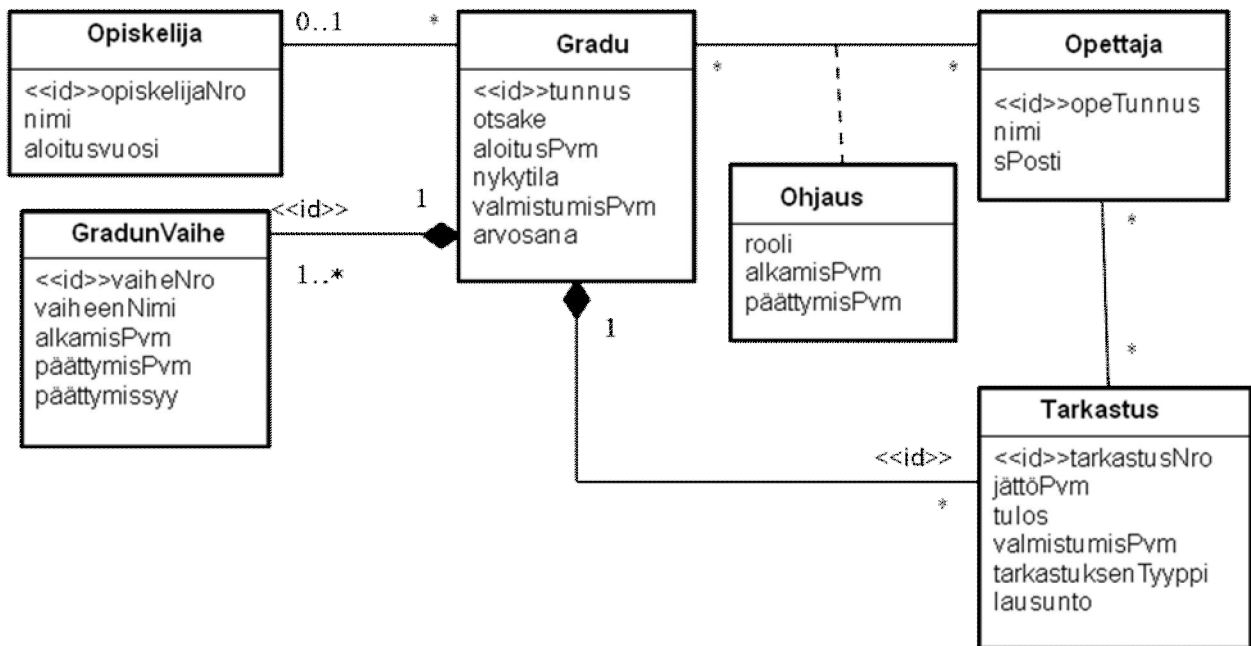 Opiskelija
<<id>>opiskelijaNro
nimi
aloitusvuosi
0..1
*
Gradu
<<id>>tunnus
otsake
aloitusPvm
nykytila
valmistumisPvm
arvosana
*
*
Opettaja
<<id>>opeTunnus
nimi
sPosti
Ohjaus
rooli
alkamisPvm
päättymisPvm
<<id>>
1
1..*
GradunVaihe
<<id>>vaiheNro
vaiheenNimi
alkamisPvm
päättymisPvm
päättymissyy
1
*
*
<<id>>
*
Tarkastus
<<id>>tarkastusNro
jättöPvm
tulos
valmistumisPvm
tarkastuksenTyyppi
lausunto